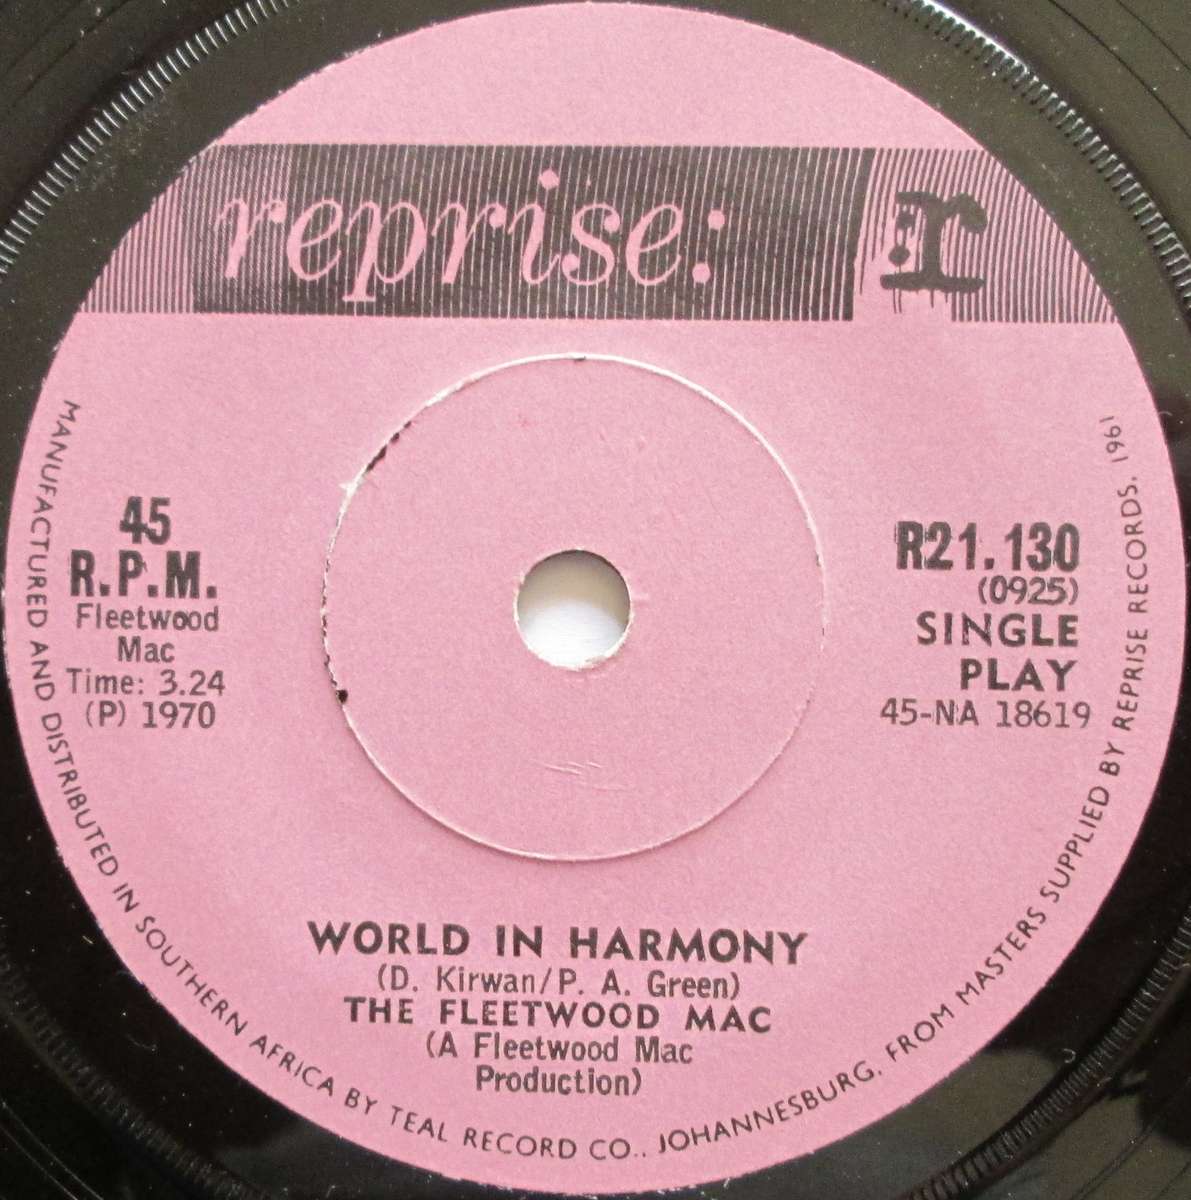 reprise: :r
45
R.P.M.
Fleetwood
Mac
Time: 3.24
(P) 1970
R21.130
(0925)
SINGLE
PLAY
45-NA 18619
WORLD IN HARMONY
(D. Kirwan/P. A. Green)
THE FLEETWOOD MAC
(A Fleetwood Mac
Production)
MANUFACTURED AND DISTRIBUTED IN SOUTHERN AFRICA BY TEAL RECORD CO., JOHANNESBURG, FROM MASTERS SUPPLIED BY REPRISE RECORDS, 1961